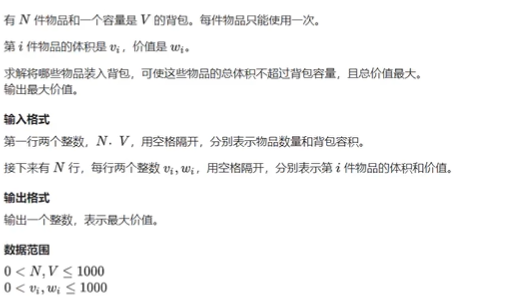 有 N 件物品和一个容量是 V 的背包。每件物品只能使用一次。
第 i 件物品的体积是 vᵢ，价值是 wᵢ。
求解将哪些物品装入背包，可使这些物品的总体积不超过背包容量，且总价值最大。
输出最大价值。
输入格式
第一行两个整数，N· V，用空格隔开，分别表示物品数量和背包容积。
接下来有 N 行，每行两个整数 vᵢ, wᵢ，用空格隔开，分别表示第 i 件物品的体积和价值。
输出格式
输出一个整数，表示最大价值。
数据范围
0 < N, V ≤ 1000
0 < vᵢ, wᵢ ≤ 1000